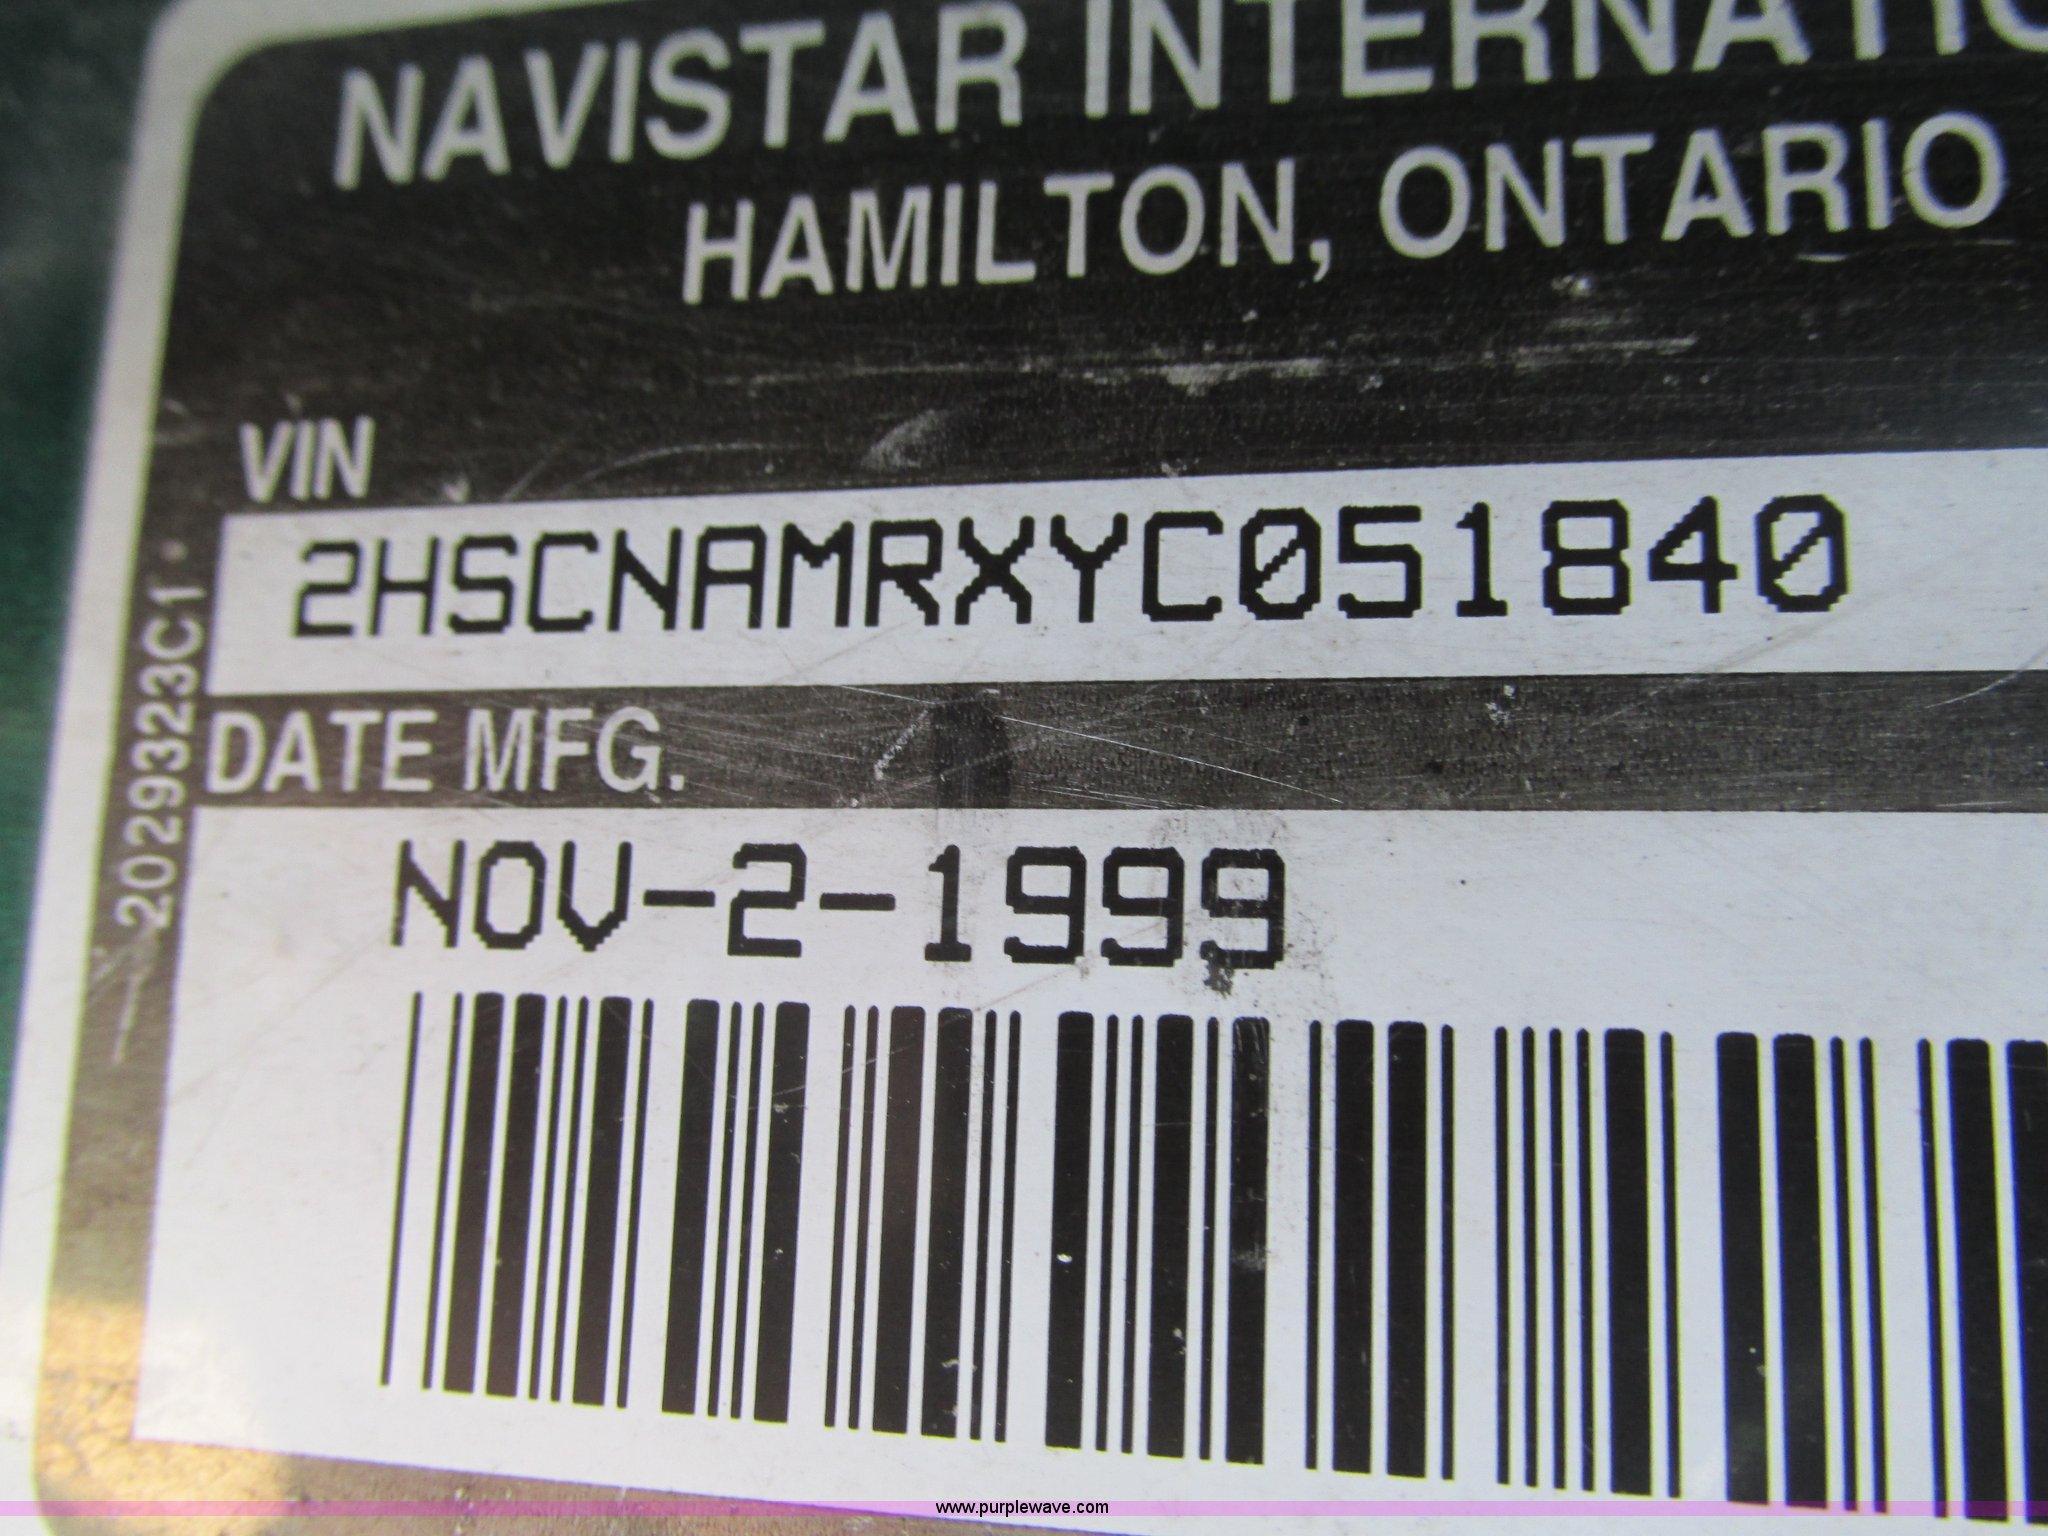 NAVISTAR INTERNATIO
HAMILTON, ONTARIO
VIN
2HSCNAMRXYC051840
2029323C1
DATE MFG.
NOV-2-1999
www.purplewave.com